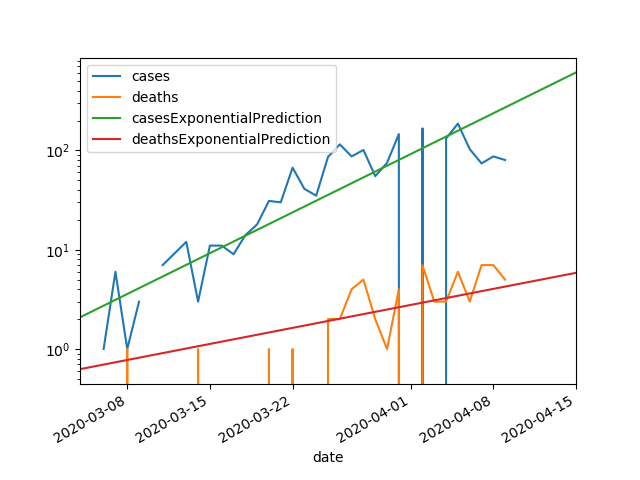 cases
deaths
casesExponentialPrediction
deathsExponentialPrediction
10²
10¹
10⁰
2020-03-08
2020-03-15
2020-03-22
2020-04-01
2020-04-08
2020-04-15
date